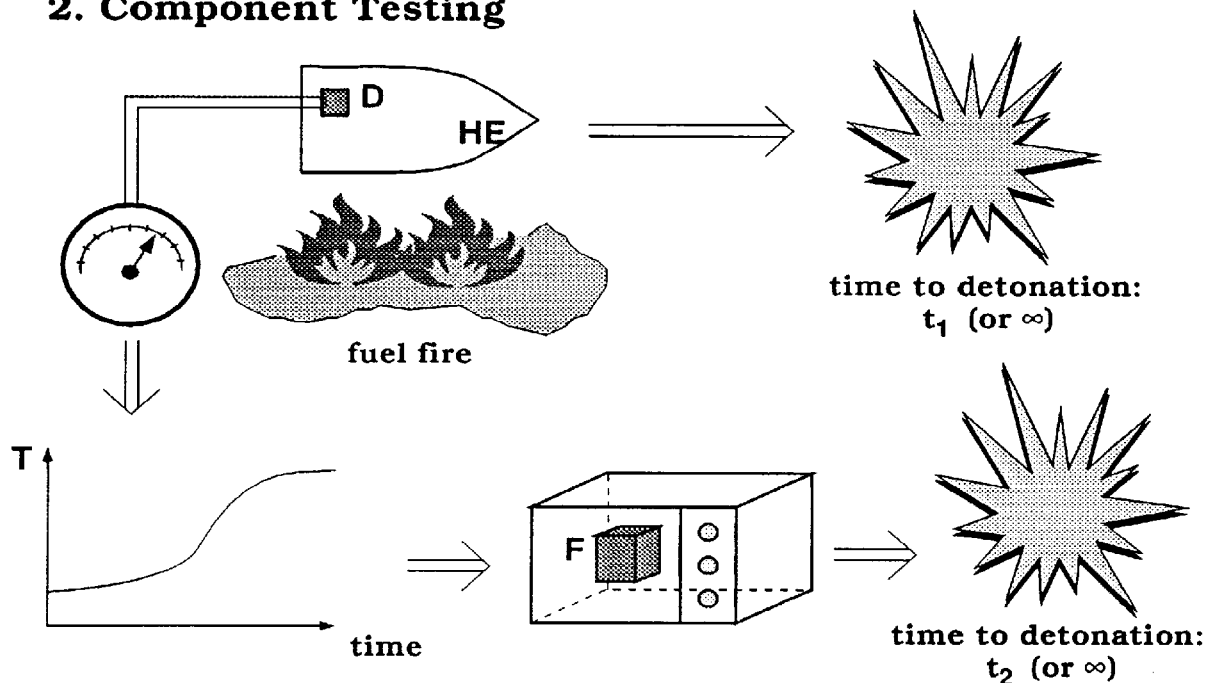 2. Component Testing
D
HE
fuel fire
time to detonation:
t₁ (or ∞)
T
time
F
time to detonation:
t₂ (or ∞)